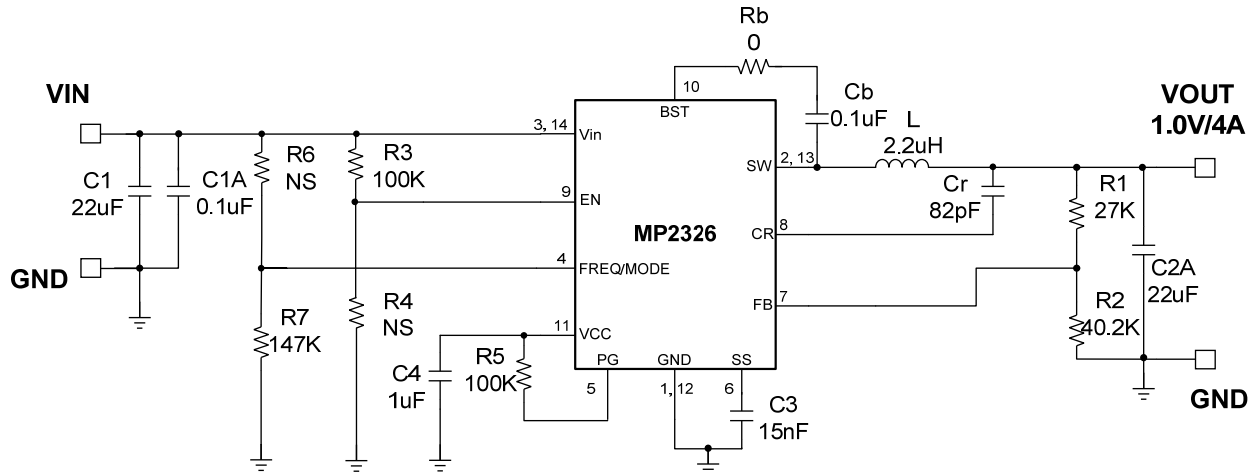 Rb
0
10
BST
Cb
0.1uF
VIN
VOUT
1.0V/4A
3, 14
Vin
L
2.2uH
R6
NS
R3
100K
SW
2, 13
C1
22uF
C1A
0.1uF
9
EN
Cr
82pF
R1
27K
MP2326
CR
8
GND
4
FREQ/MODE
C2A
22uF
R4
NS
FB
7
R7
147K
R2
40.2K
11
VCC
C4
1uF
R5
100K
PG
GND
SS
5
1, 12
6
GND
C3
15nF